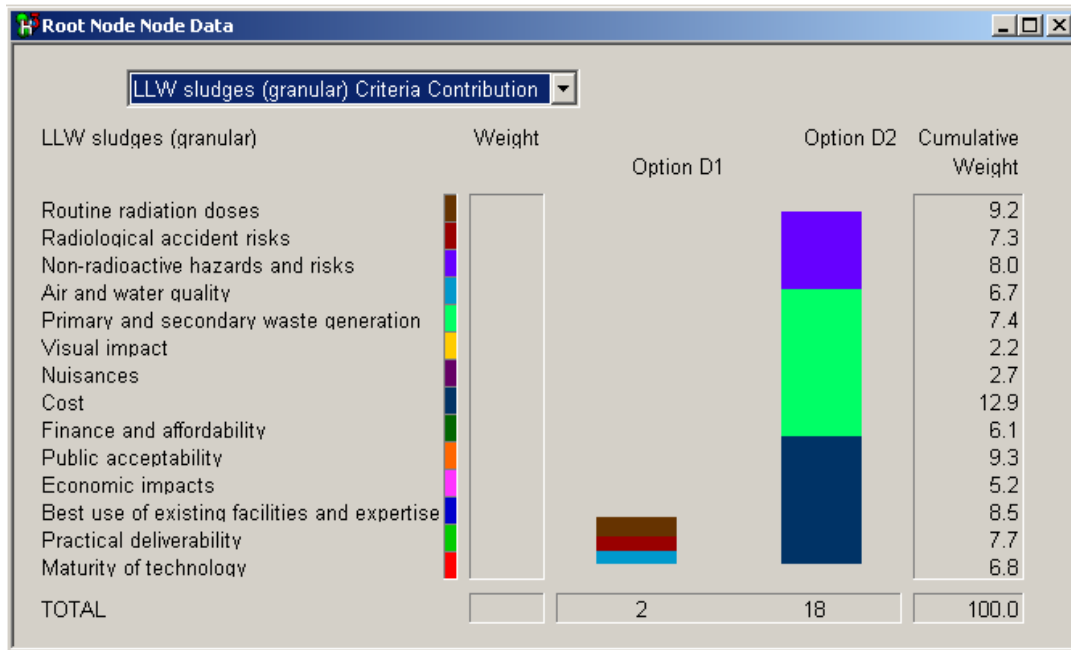 Root Node Node Data
LLW sludges (granular) Criteria Contribution
LLW sludges (granular) Weight Option D2 Cumulative
Option D1 Weight
Routine radiation doses 9.2
Radiological accident risks 7.3
Non-radioactive hazards and risks 8.0
Air and water quality 6.7
Primary and secondary waste generation 7.4
Visual impact 2.2
Nuisances 2.7
Cost 12.9
Finance and affordability 6.1
Public acceptability 9.3
Economic impacts 5.2
Best use of existing facilities and expertise 8.5
Practical deliverability 7.7
Maturity of technology 6.8
TOTAL 2 18 100.0